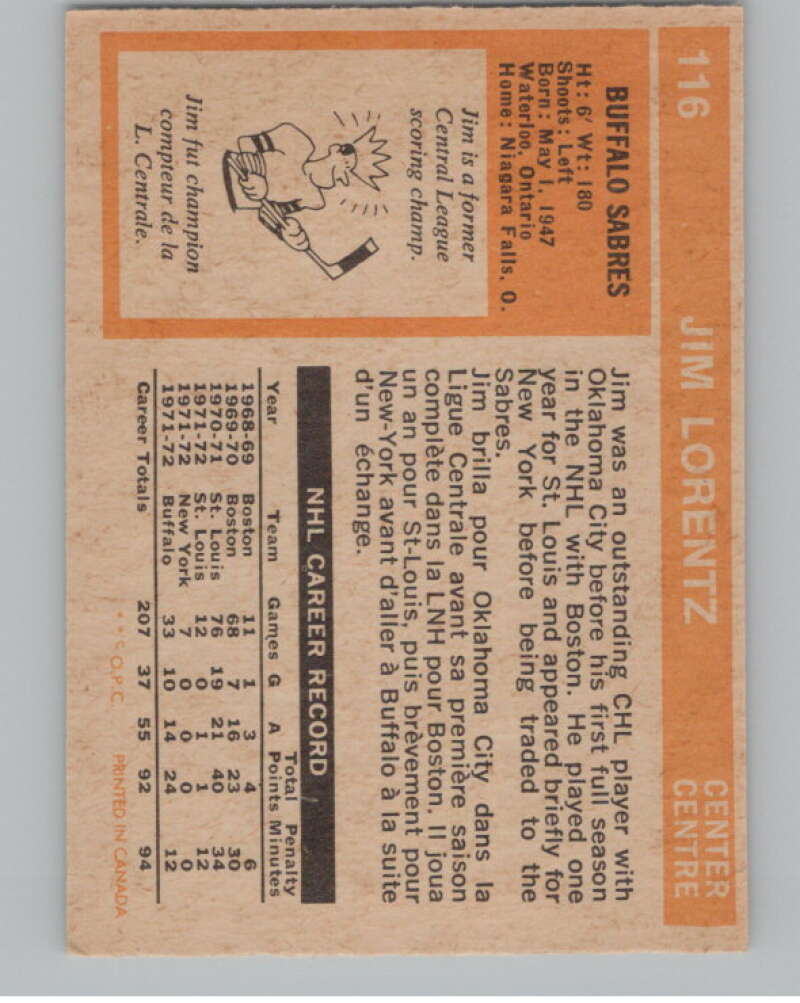 116 JIM LORENTZ CENTER
CENTRE
BUFFALO SABRES
Ht: 6' Wt: 180
Shoots: Left
Born: May 1, 1947
Waterloo, Ontario
Home: Niagara Falls, O.
Jim is a former
Central League
scoring champ.
Jim fut champion
compteur de la
L. Centrale.
Jim was an outstanding CHL player with
Oklahoma City before his first full season
in the NHL with Boston. He played one
year for St. Louis and appeared briefly for
New York before being traded to the
Sabres.
Jim brilla pour Oklahoma City dans la
Ligue Centrale avant sa première saison
complète dans la LNH pour Boston. Il joua
un an pour St-Louis, puis brèvement pour
New-York avant d'aller à Buffalo à la suite
d'un échange.
NHL CAREER RECORD
Total Penalty
Year Team Games G A Points Minutes
1968-69 Boston 11 1 3 4 6
1969-70 Boston 68 7 16 23 30
1970-71 St. Louis 76 19 21 40 34
1971-72 St. Louis 12 0 1 1 12
1971-72 New York 7 0 0 0 0
1971-72 Buffalo 33 10 14 24 12
Career Totals 207 37 55 92 94
* * © O.P.C. PRINTED IN CANADA